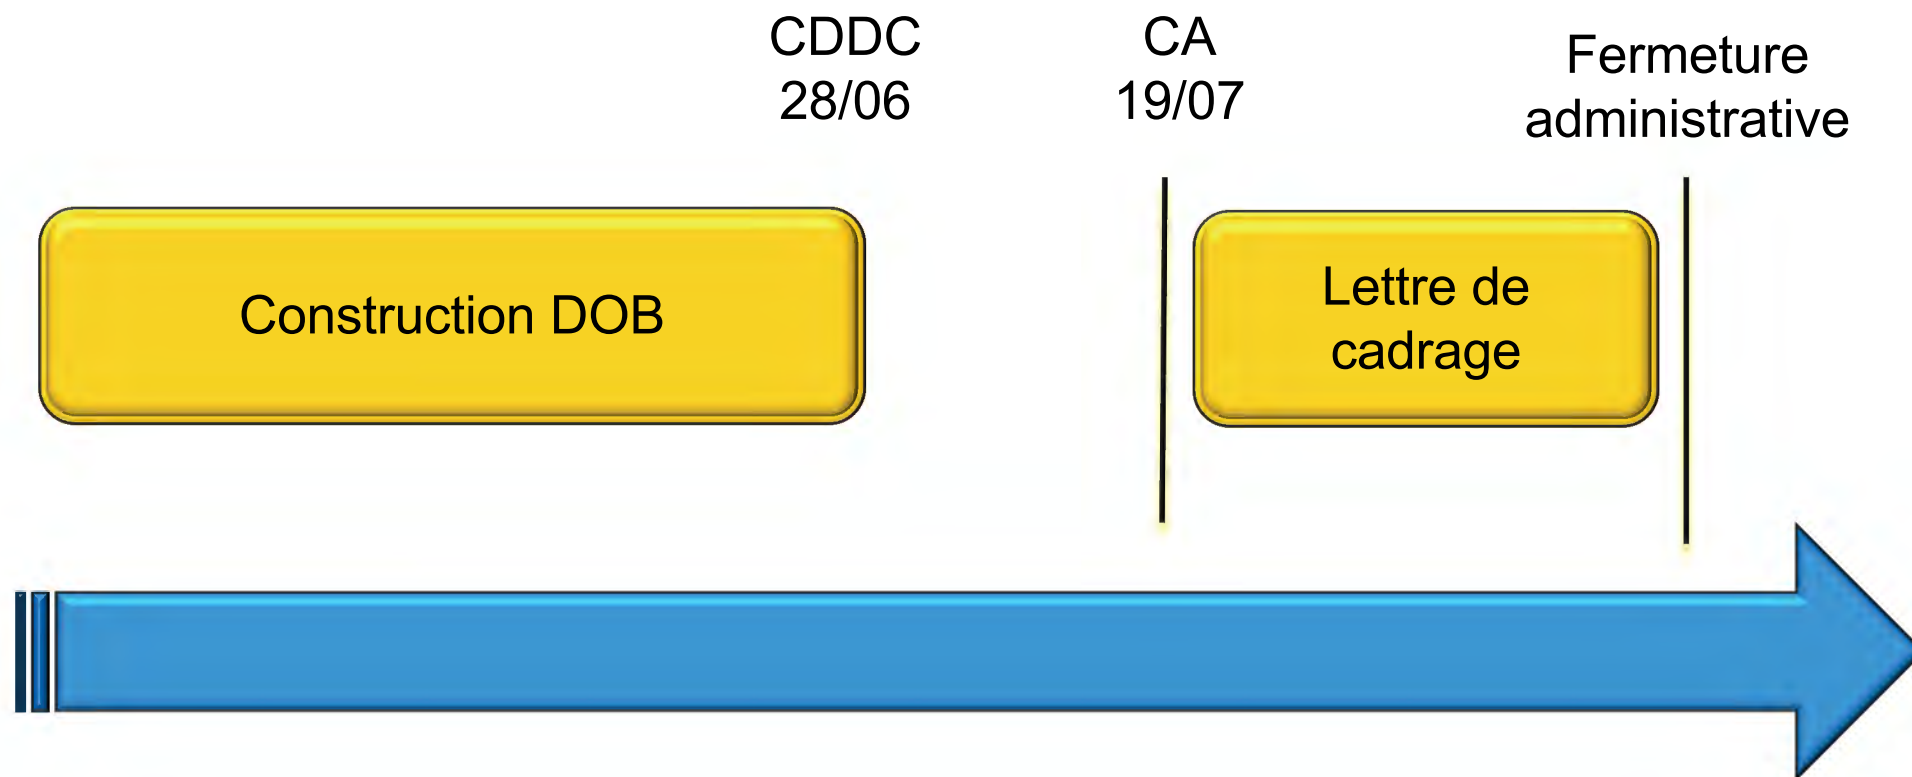 CDDC
28/06
CA
19/07
Fermeture
administrative
Construction DOB
Lettre de
cadrage